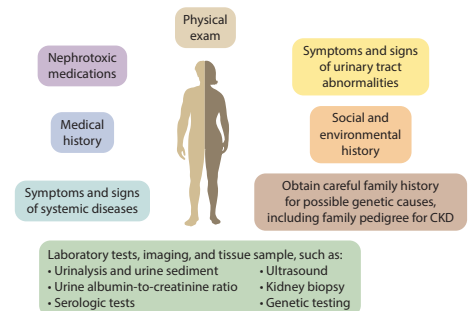 Physical
exam
Nephrotoxic
medications
Symptoms and signs
of urinary tract
abnormalities
Medical
history
Social and
environmental
history
Symptoms and signs
of systemic diseases
Obtain careful family history
for possible genetic causes,
including family pedigree for CKD
Laboratory tests, imaging, and tissue sample, such as:
• Urinalysis and urine sediment
• Urine albumin-to-creatinine ratio
• Serologic tests
• Ultrasound
• Kidney biopsy
• Genetic testing